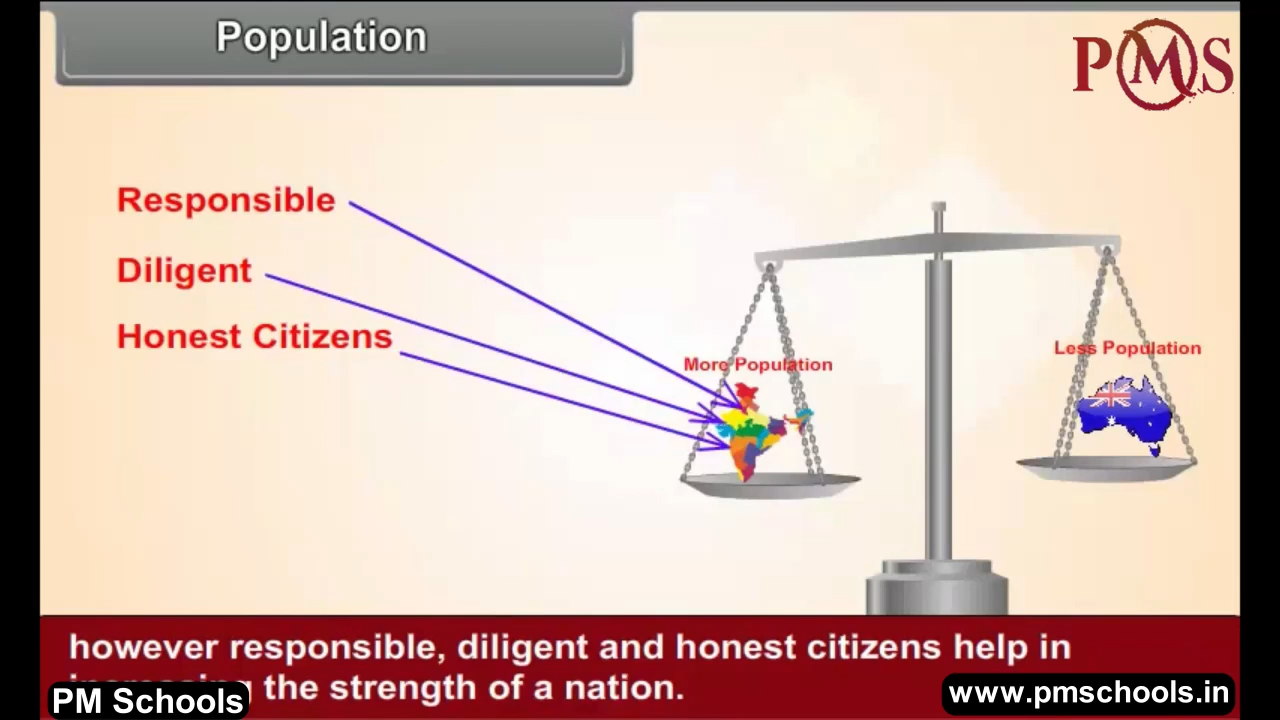 Population
PMS
Responsible
Diligent
Honest Citizens
More Population
Less Population
however responsible, diligent and honest citizens help in
the strength of a nation.
PM Schools
www.pmschools.in